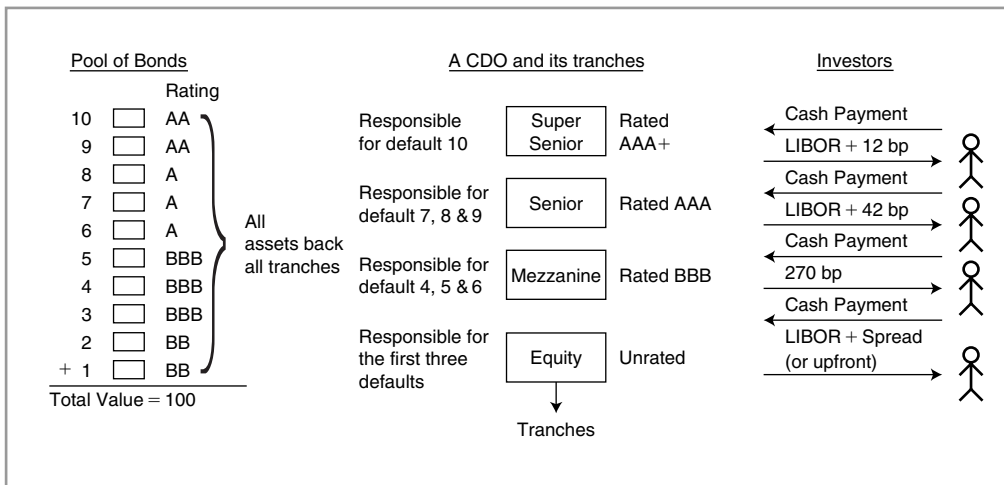 Pool of Bonds
Rating
10 AA
9 AA
8 A
7 A
6 A
5 BBB
4 BBB
3 BBB
2 BB
+ 1 BB
Total Value = 100
All
assets back
all tranches
A CDO and its tranches
Responsible
for default 10
Super
Senior
Rated
AAA+
Responsible for
default 7, 8 & 9
Senior
Rated AAA
Responsible for
default 4, 5 & 6
Mezzanine
Rated BBB
Responsible for
the first three
defaults
Equity
Unrated
Tranches
Investors
Cash Payment
LIBOR + 12 bp
Cash Payment
LIBOR + 42 bp
Cash Payment
270 bp
Cash Payment
LIBOR + Spread
(or upfront)